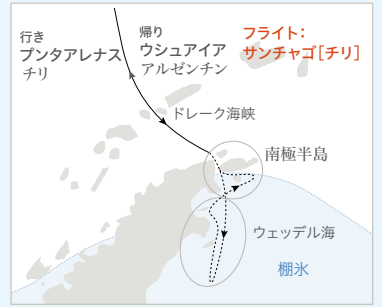 行き
プンタアレナス
チリ
帰り
ウシュアイア
アルゼンチン
フライト：
サンチャゴ[チリ]
ドレーク海峡
南極半島
ウェッデル海
棚氷